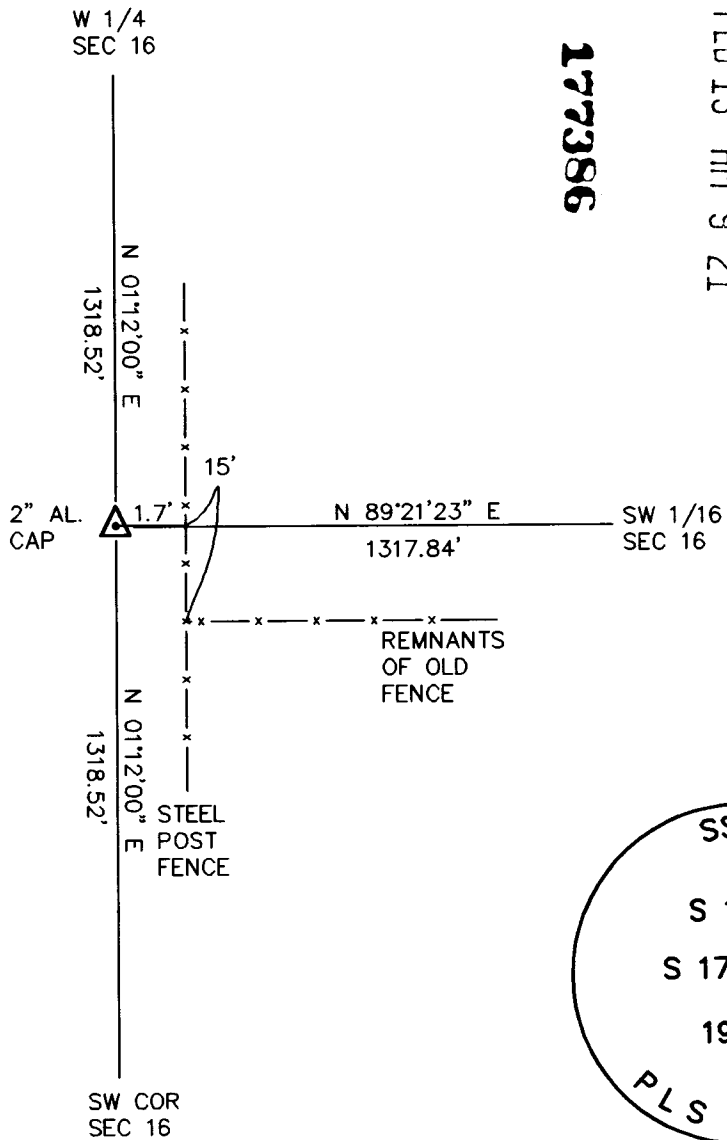 W 1/4
SEC 16
177386
N 01°12'00" E
1318.52'
15'
2" AL.
CAP
1.7'
N 89°21'23" E
1317.84'
SW 1/16
SEC 16
REMNANTS
OF OLD
FENCE
N 01°12'00" E
1318.52'
STEEL
POST
FENCE
S 17
PLS
SW COR
SEC 16